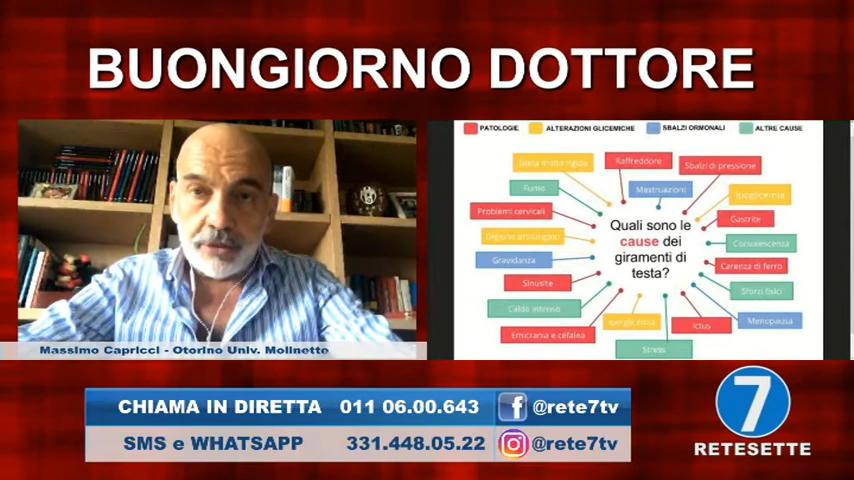 BUONGIORNO DOTTORE
PATOLOGIE
ALTERAZIONI GLICEMICHE
SBALZI ORMONALI
ALTRE CAUSE
Dieta molto rigida
Raffreddore
Sbalzi di pressione
Fumo
Mestruazioni
Ipoglicemia
Problemi cervicali
Gastrite
Quali sono le
cause dei
giramenti di
testa?
Digiuno prolungato
Convalescenza
Gravidanza
Carenza di ferro
Sinusite
Sforzi fisici
Caldo intenso
Iperglicemia
Ictus
Menopausa
Emicrania e cefalea
Stress
Massimo Capricci - Otorino Univ. Molinette
CHIAMA IN DIRETTA 011 06.00.643 f @rete7tv
SMS e WHATSAPP 331.448.05.22 @rete7tv
7
RETESETTE